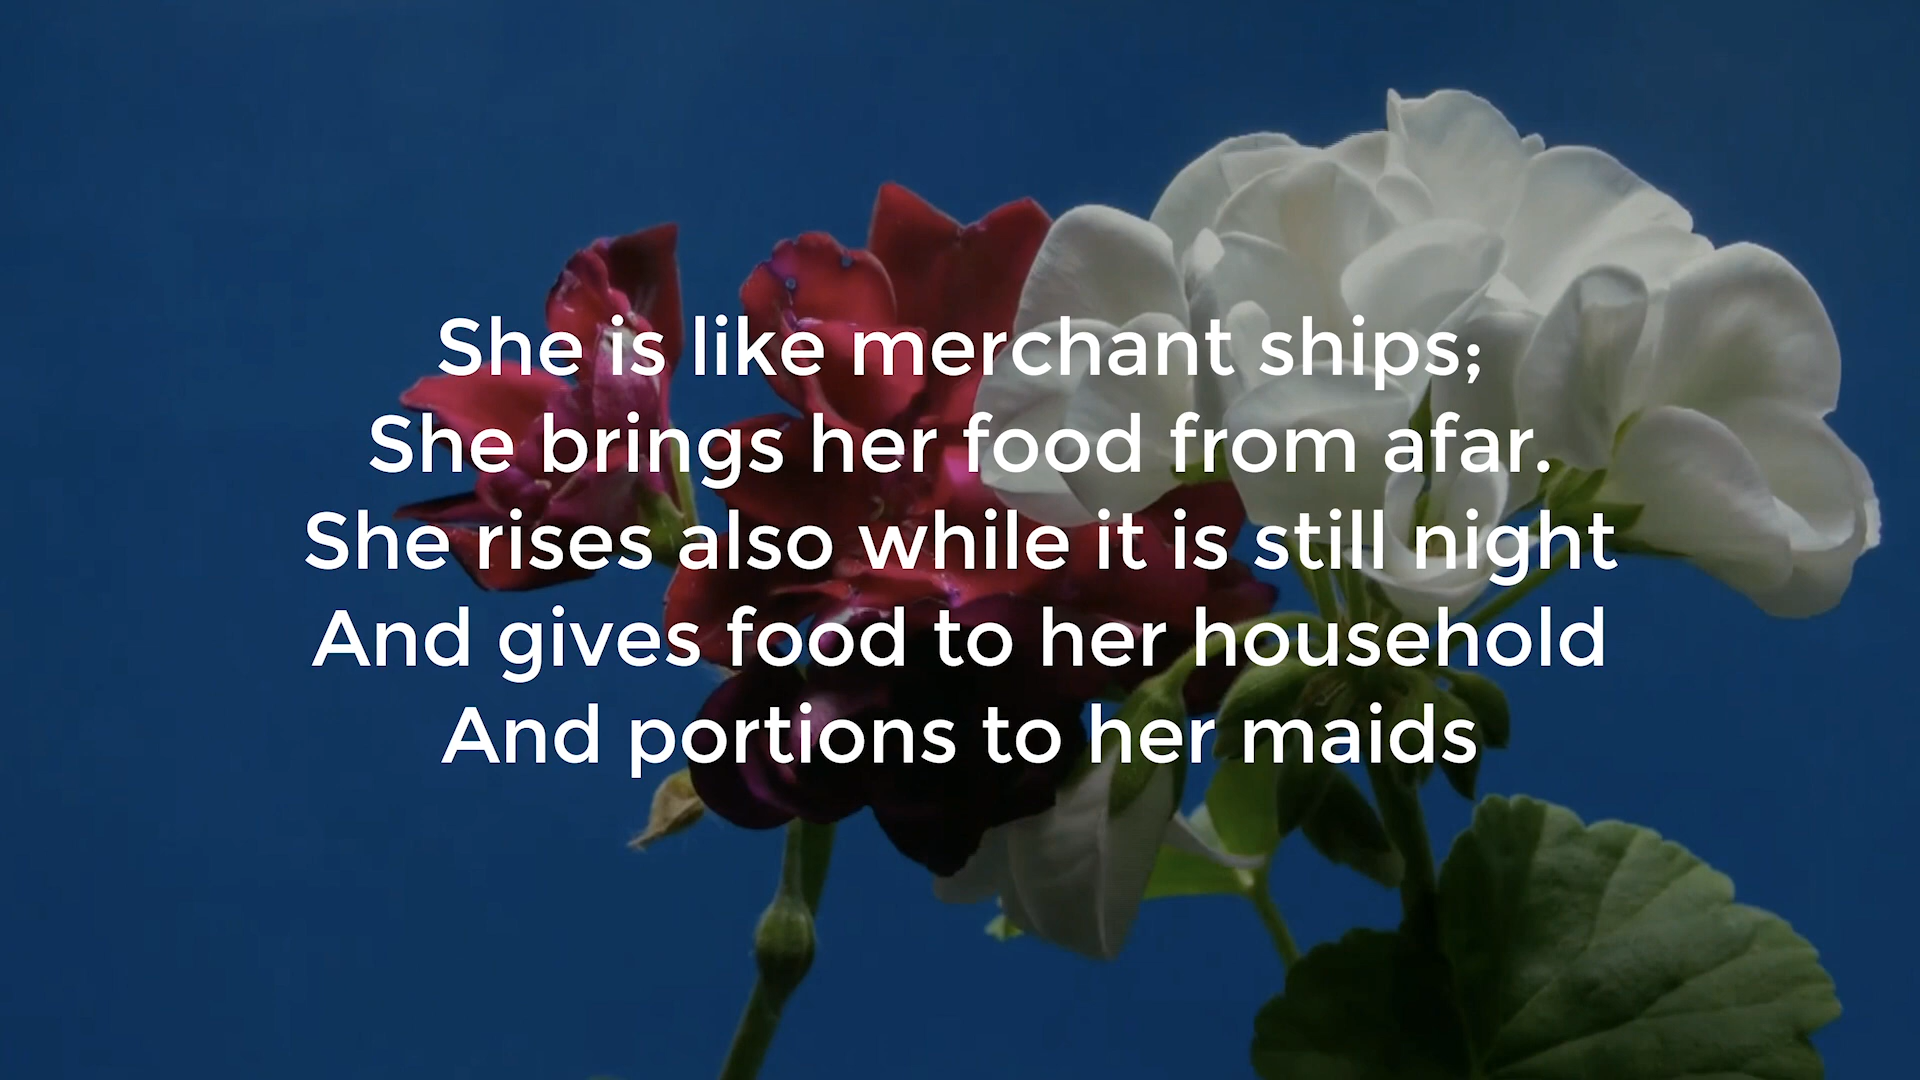 She is like merchant ships;
She brings her food from afar.
She rises also while it is still night
And gives food to her household
And portions to her maids